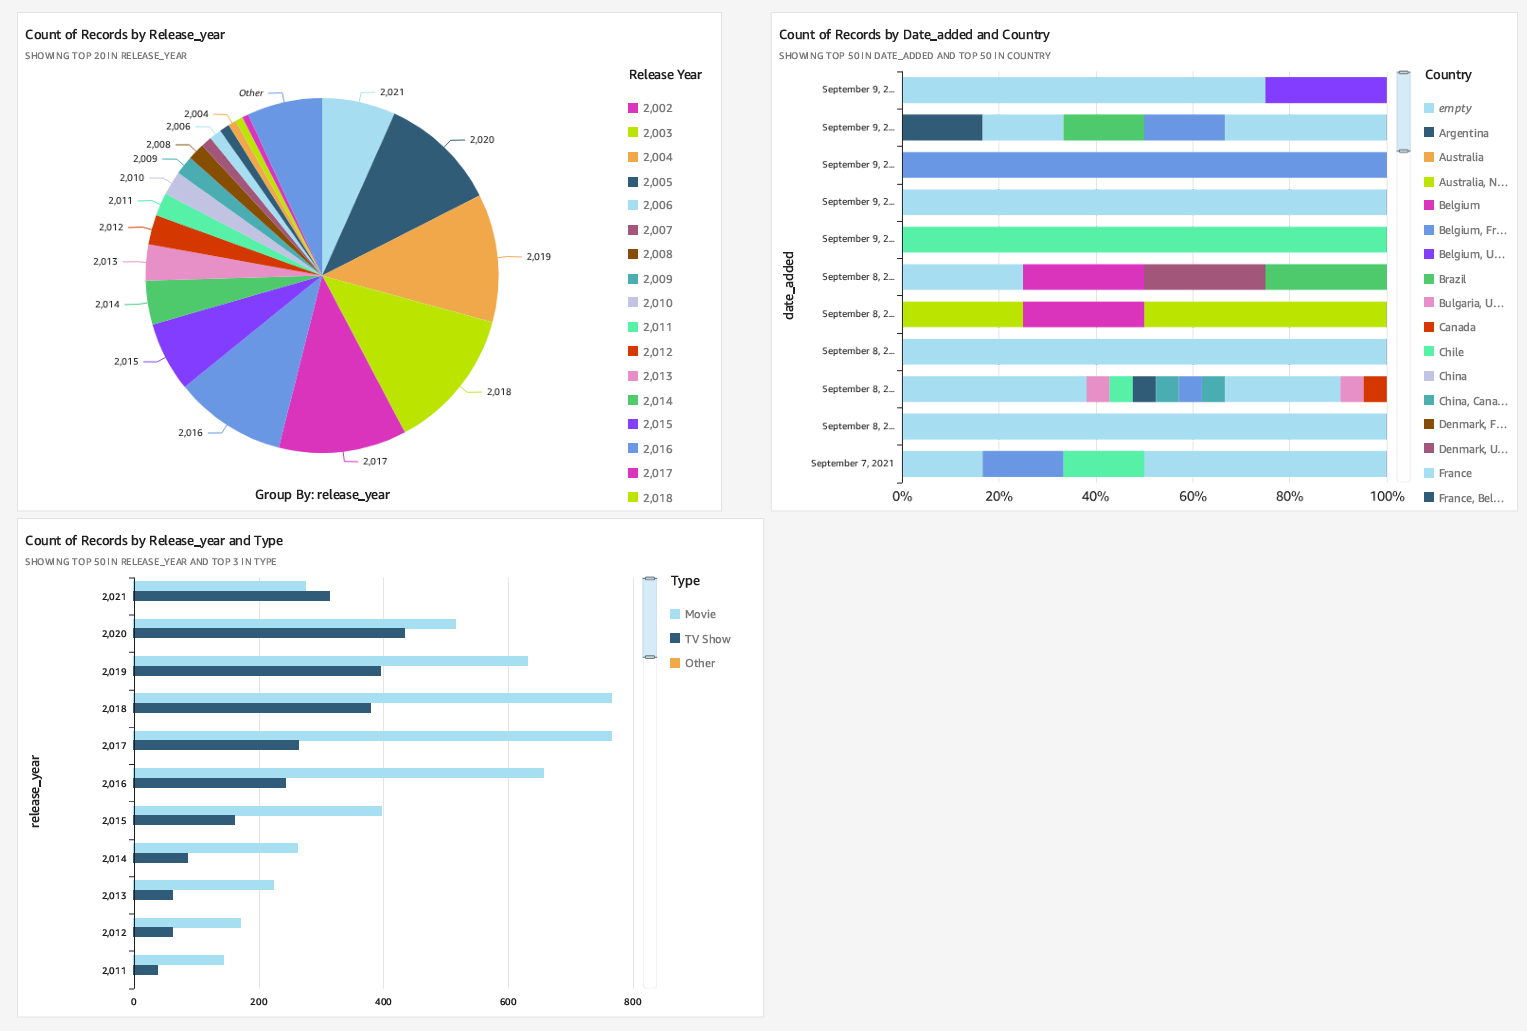 Count of Records by Release_year
SHOWING TOP 20 IN RELEASE_YEAR
Other
2,021
2,004
2,006
2,020
2,008
2,009
2,010
2,011
2,012
2,019
2,013
2,014
2,015
2,018
2,016
2,017
Group By: release_year
Release Year
2,002
2,003
2,004
2,005
2,006
2,007
2,008
2,009
2,010
2,011
2,012
2,013
2,014
2,015
2,016
2,017
2,018
Count of Records by Date_added and Country
SHOWING TOP 50 IN DATE_ADDED AND TOP 50 IN COUNTRY
date_added
September 9, 2...
September 9, 2...
September 9, 2...
September 9, 2...
September 9, 2...
September 8, 2...
September 8, 2...
September 8, 2...
September 8, 2...
September 8, 2...
September 7, 2021
0% 20% 40% 60% 80% 100%
Country
empty
Argentina
Australia
Australia, N...
Belgium
Belgium, Fr...
Belgium, U...
Brazil
Bulgaria, U...
Canada
Chile
China
China, Cana...
Denmark, F...
Denmark, U...
France
France, Bel...
Count of Records by Release_year and Type
SHOWING TOP 50 IN RELEASE_YEAR AND TOP 3 IN TYPE
release_year
2,021
2,020
2,019
2,018
2,017
2,016
2,015
2,014
2,013
2,012
2,011
0 200 400 600 800
Type
Movie
TV Show
Other